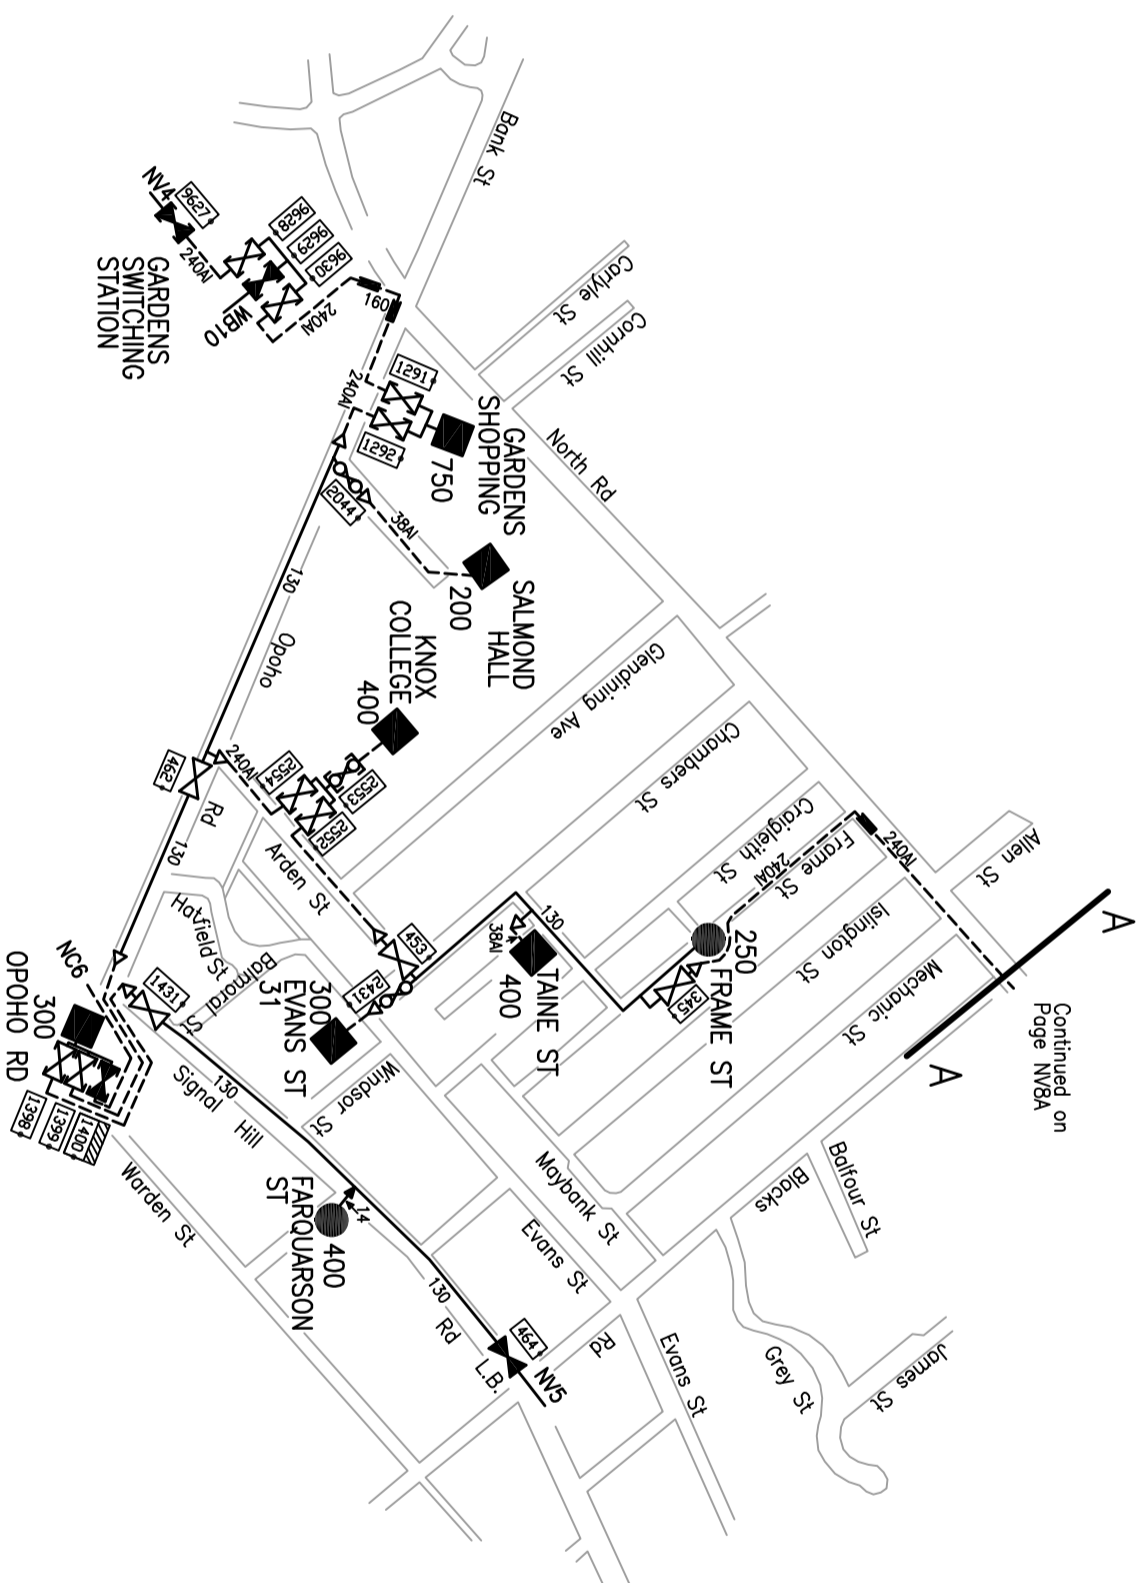 Bank St
Carlyle St
Cornhill St
North Rd
NV4
9627
240Al
9628
9629
9630
WB10
240Al
160
GARDENS
SWITCHING
STATION
240Al
1291
1292
GARDENS
SHOPPING
750
2044
38Al
SALMOND
HALL
200
130
Opoho
Rd
KNOX
COLLEGE
400
462
240Al
2554
2553
2552
130
Glendining Ave
Chambers St
Craigleith
St
Frame
St
240Al
240Al
Allen St
Islington
St
Mechanic St
A
A
Continued on
Page NV8A
Arden St
453
2431
300
EVANS ST
31
130
38Al
TAINE ST
400
250
FRAME ST
345
Hatfield St
Balmoral
St
1431
NC6
300
OPOHO RD
1398
1399
1400
130
Signal
Hill
Rd
Windsor
St
Warden St
14
FARQUARSON
ST
400
130
464
L.B.
NV5
Maybank St
Evans St
Blacks
Rd
Balfour St
Evans St
Grey St
James
St